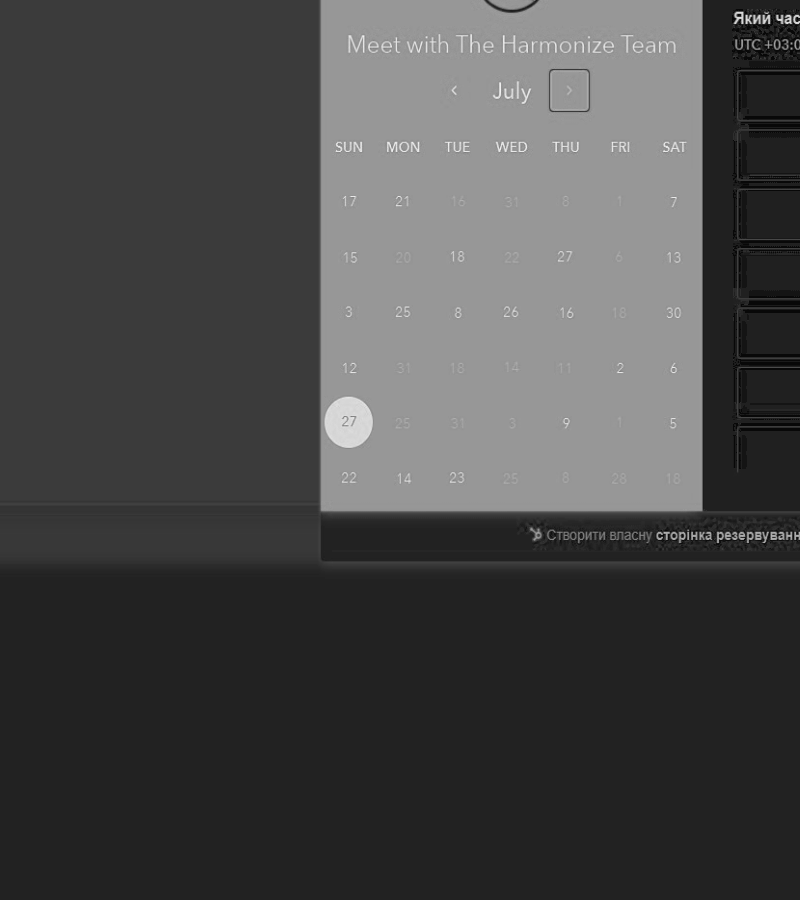 Meet with The Harmonize Team
‹ July ›
SUN MON TUE WED THU FRI SAT
17 21 16 31 8 1 7
15 20 18 22 27 6 13
3 25 8 26 16 18 30
12 31 18 14 11 2 6
27 25 31 3 9 1 5
22 14 23 25 8 28 18
Який час
UTC +03:0
Створити власну сторінка резервуванн